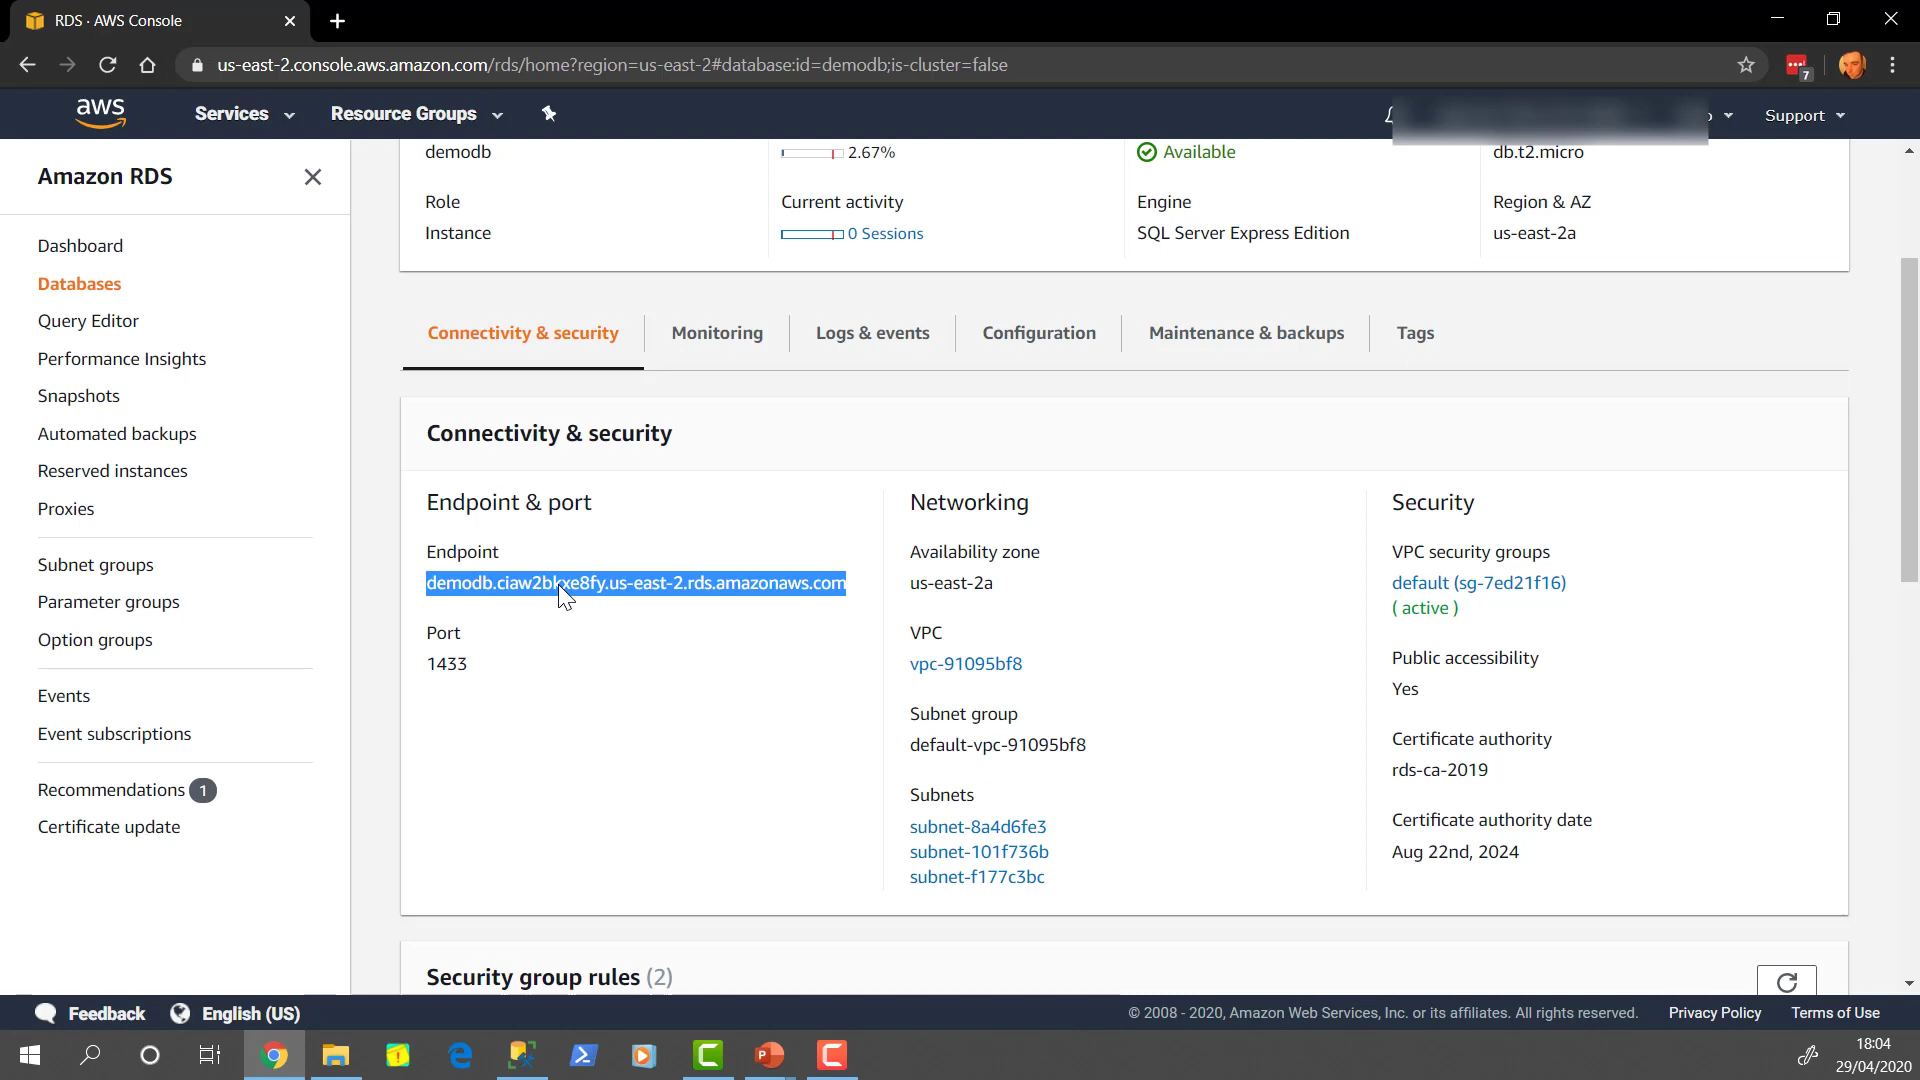 RDS · AWS Console
us-east-2.console.aws.amazon.com/rds/home?region=us-east-2#database:id=demodb;is-cluster=false
7
aws
Services
Resource Groups
Support
Amazon RDS
Dashboard
Databases
Query Editor
Performance Insights
Snapshots
Automated backups
Reserved instances
Proxies
Subnet groups
Parameter groups
Option groups
Events
Event subscriptions
Recommendations 1
Certificate update
demodb
2.67%
Available
db.t2.micro
Role
Instance
Current activity
0 Sessions
Engine
SQL Server Express Edition
Region & AZ
us-east-2a
Connectivity & security
Monitoring
Logs & events
Configuration
Maintenance & backups
Tags
Connectivity & security
Endpoint & port
Endpoint
demodb.ciaw2bkxe8fy.us-east-2.rds.amazonaws.com
Port
1433
Networking
Availability zone
us-east-2a
VPC
vpc-91095bf8
Subnet group
default-vpc-91095bf8
Subnets
subnet-8a4d6fe3
subnet-101f736b
subnet-f177c3bc
Security
VPC security groups
default (sg-7ed21f16)
( active )
Public accessibility
Yes
Certificate authority
rds-ca-2019
Certificate authority date
Aug 22nd, 2024
Security group rules (2)
Feedback
English (US)
© 2008 - 2020, Amazon Web Services, Inc. or its affiliates. All rights reserved.
Privacy Policy
Terms of Use
18:04
29/04/2020